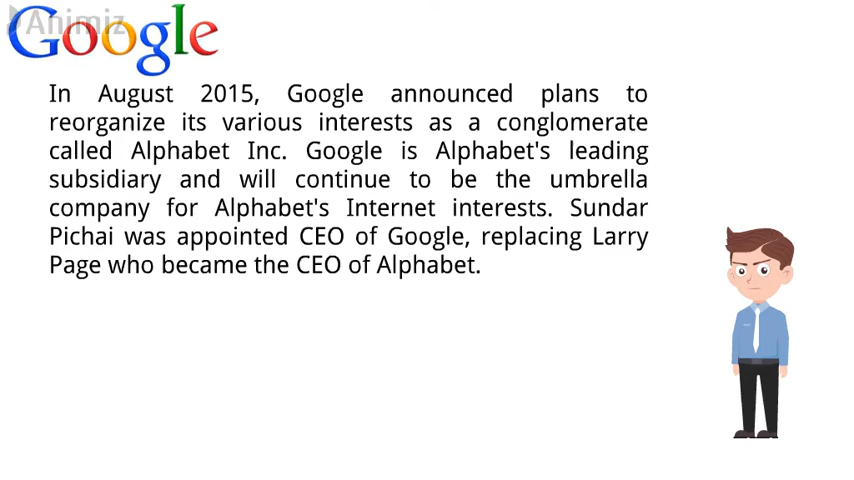 Animiz
Google
In August 2015, Google announced plans to
reorganize its various interests as a conglomerate
called Alphabet Inc. Google is Alphabet's leading
subsidiary and will continue to be the umbrella
company for Alphabet's Internet interests. Sundar
Pichai was appointed CEO of Google, replacing Larry
Page who became the CEO of Alphabet.